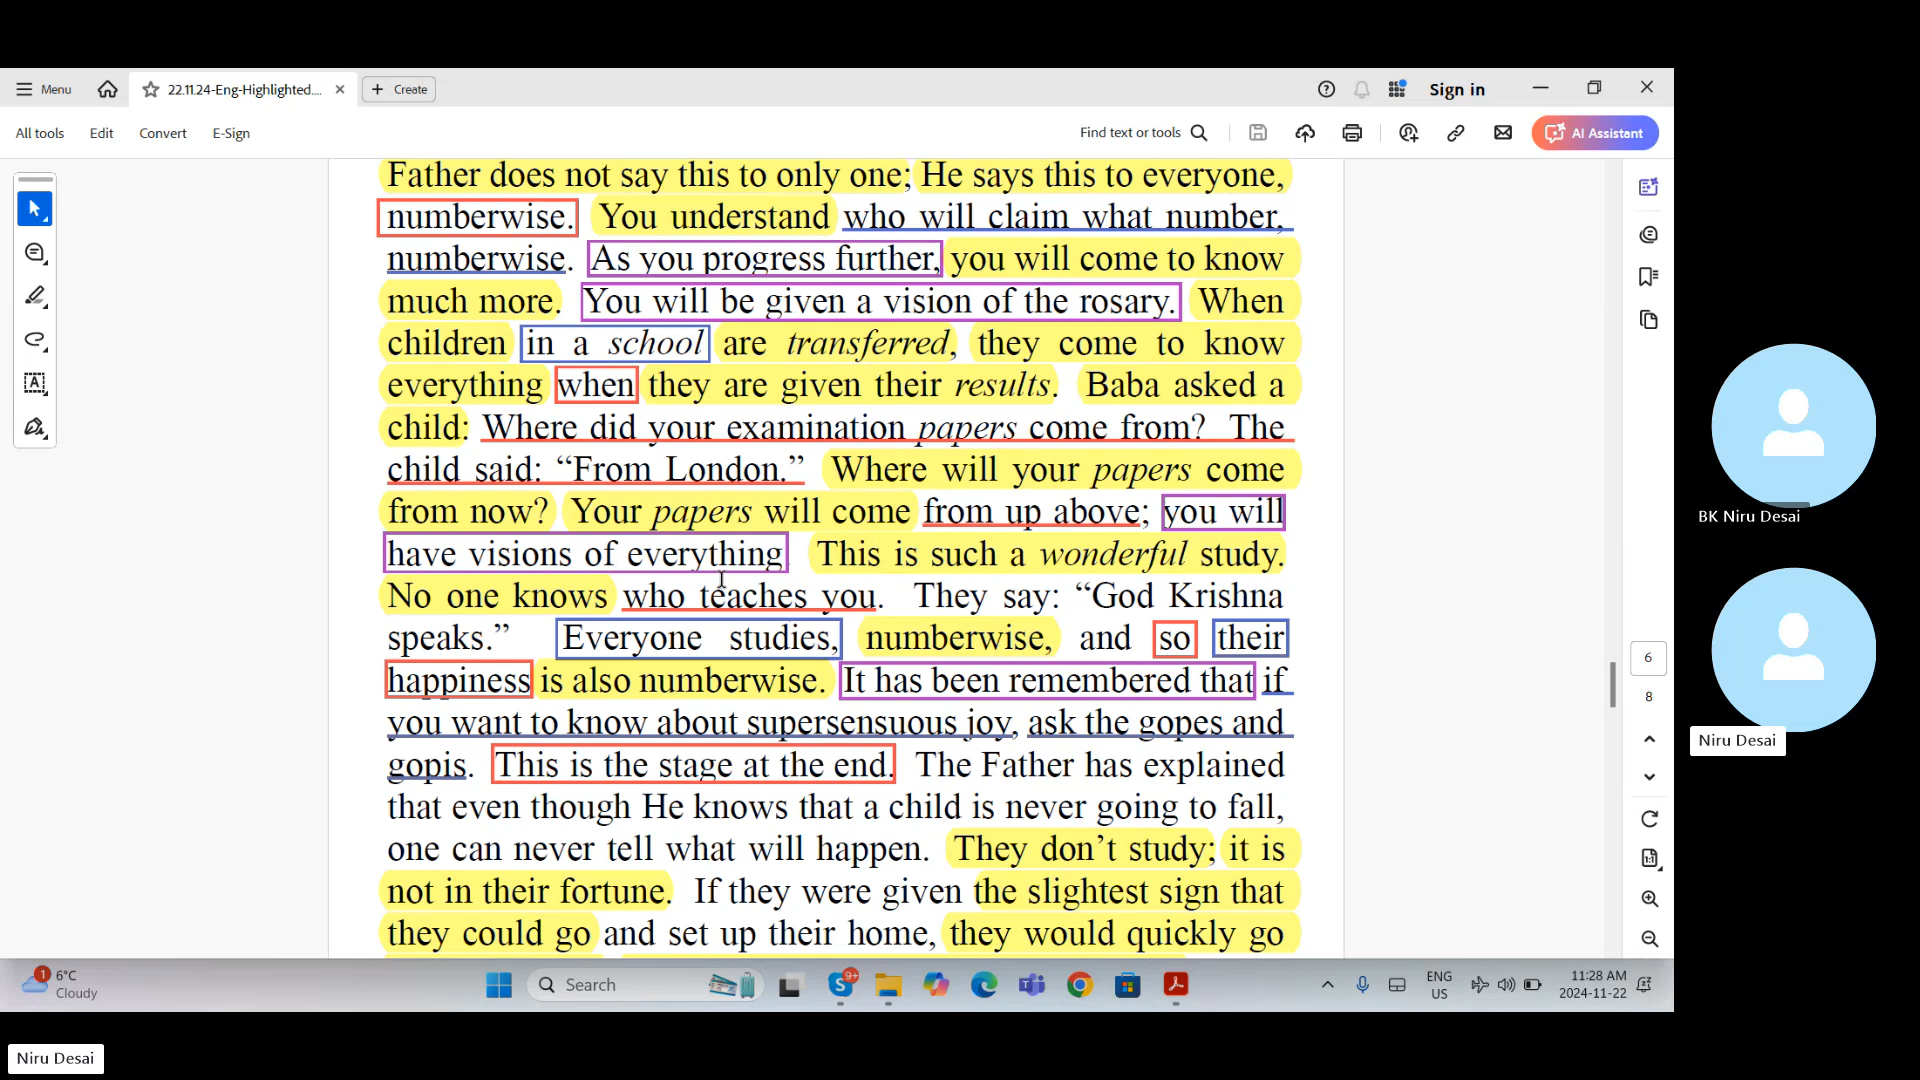 Menu
22.11.24-Eng-Highlighted....
Create
Sign in
All tools
Edit
Convert
E-Sign
Find text or tools
AI Assistant
Father does not say this to only one; He says this to everyone,
numberwise. You understand who will claim what number,
numberwise. As you progress further, you will come to know
much more. You will be given a vision of the rosary. When
children in a school are transferred, they come to know
everything when they are given their results. Baba asked a
child: Where did your examination papers come from? The
child said: “From London.” Where will your papers come
from now? Your papers will come from up above; you will
have visions of everything. This is such a wonderful study.
No one knows who teaches you. They say: “God Krishna
speaks.” Everyone studies, numberwise, and so their
happiness is also numberwise. It has been remembered that if
you want to know about supersensuous joy, ask the gopes and
gopis. This is the stage at the end. The Father has explained
that even though He knows that a child is never going to fall,
one can never tell what will happen. They don’t study; it is
not in their fortune. If they were given the slightest sign that
they could go and set up their home, they would quickly go
6
8
BK Niru Desai
Niru Desai
1
6°C
Cloudy
Search
9+
ENG
US
11:28 AM
2024-11-22
Niru Desai